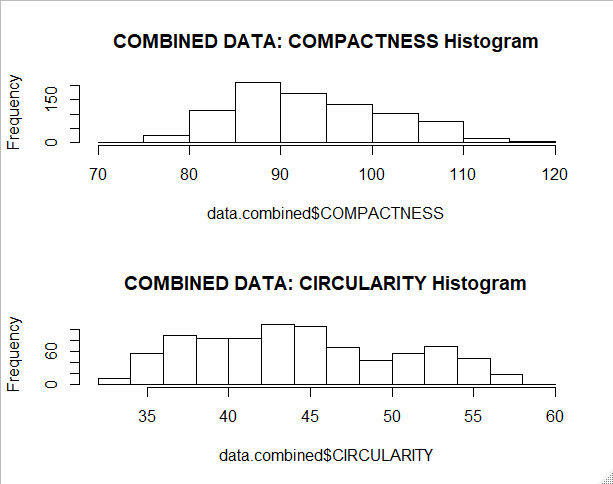 COMBINED DATA: COMPACTNESS Histogram
Frequency
150
0
70 80 90 100 110 120
data.combined$COMPACTNESS
COMBINED DATA: CIRCULARITY Histogram
Frequency
60
0
35 40 45 50 55 60
data.combined$CIRCULARITY